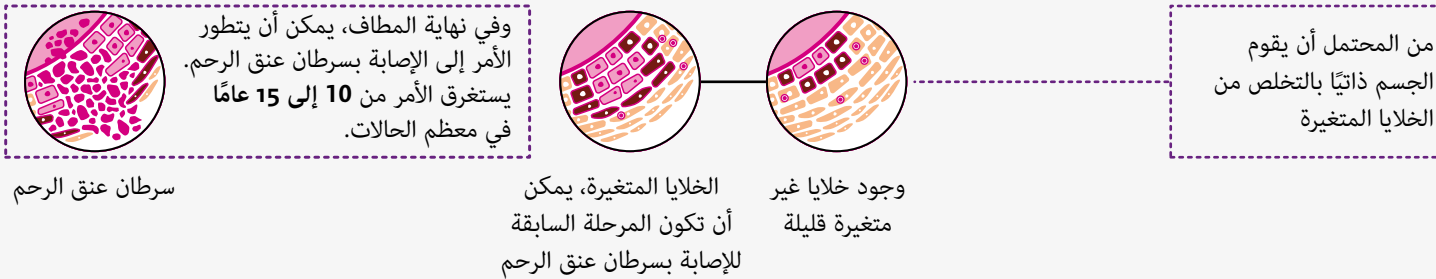 من المحتمل أن يقوم
الجسم ذاتيًا بالتخلص من
الخلايا المتغيرة
وجود خلايا غير
متغيرة قليلة
الخلايا المتغيرة، يمكن
أن تكون المرحلة السابقة
للإصابة بسرطان عنق الرحم
وفي نهاية المطاف، يمكن أن يتطور
الأمر إلى الإصابة بسرطان عنق الرحم.
يستغرق الأمر من 10 إلى 15 عامًا
في معظم الحالات.
سرطان عنق الرحم